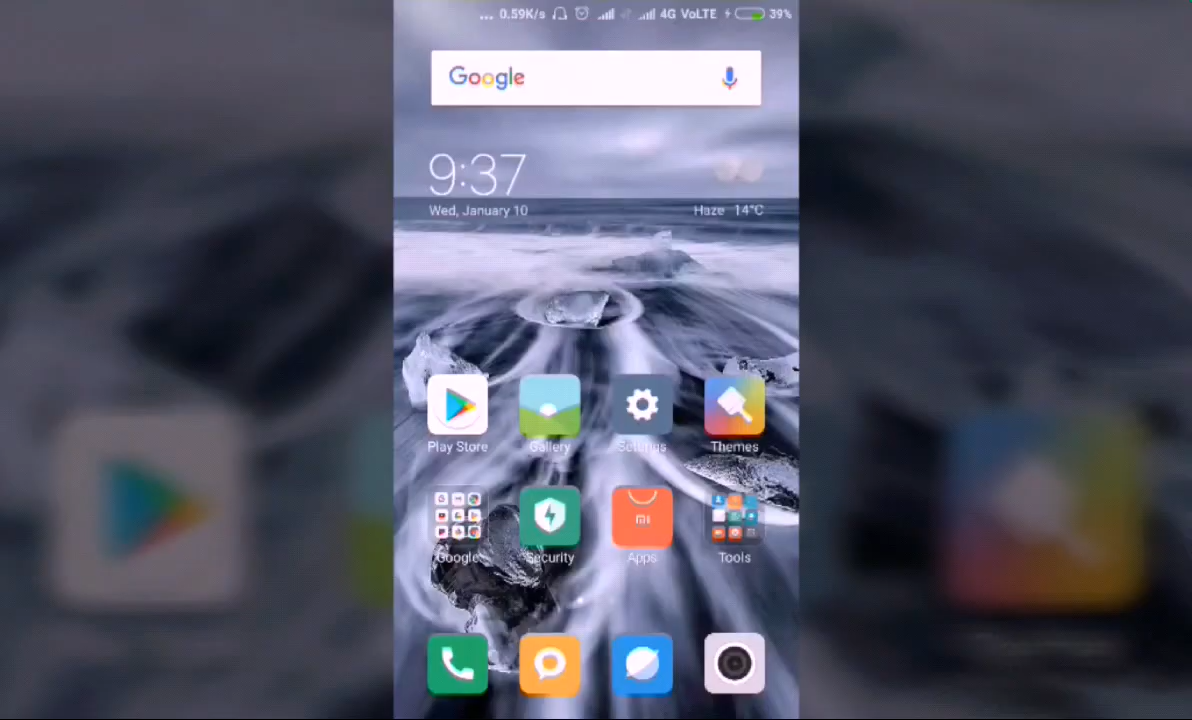 ... 0.59K/s 4G VoLTE 39%
Google
9:37
Wed, January 10 Haze 14°C
Play Store Gallery Settings Themes
mi
Google Security Apps Tools